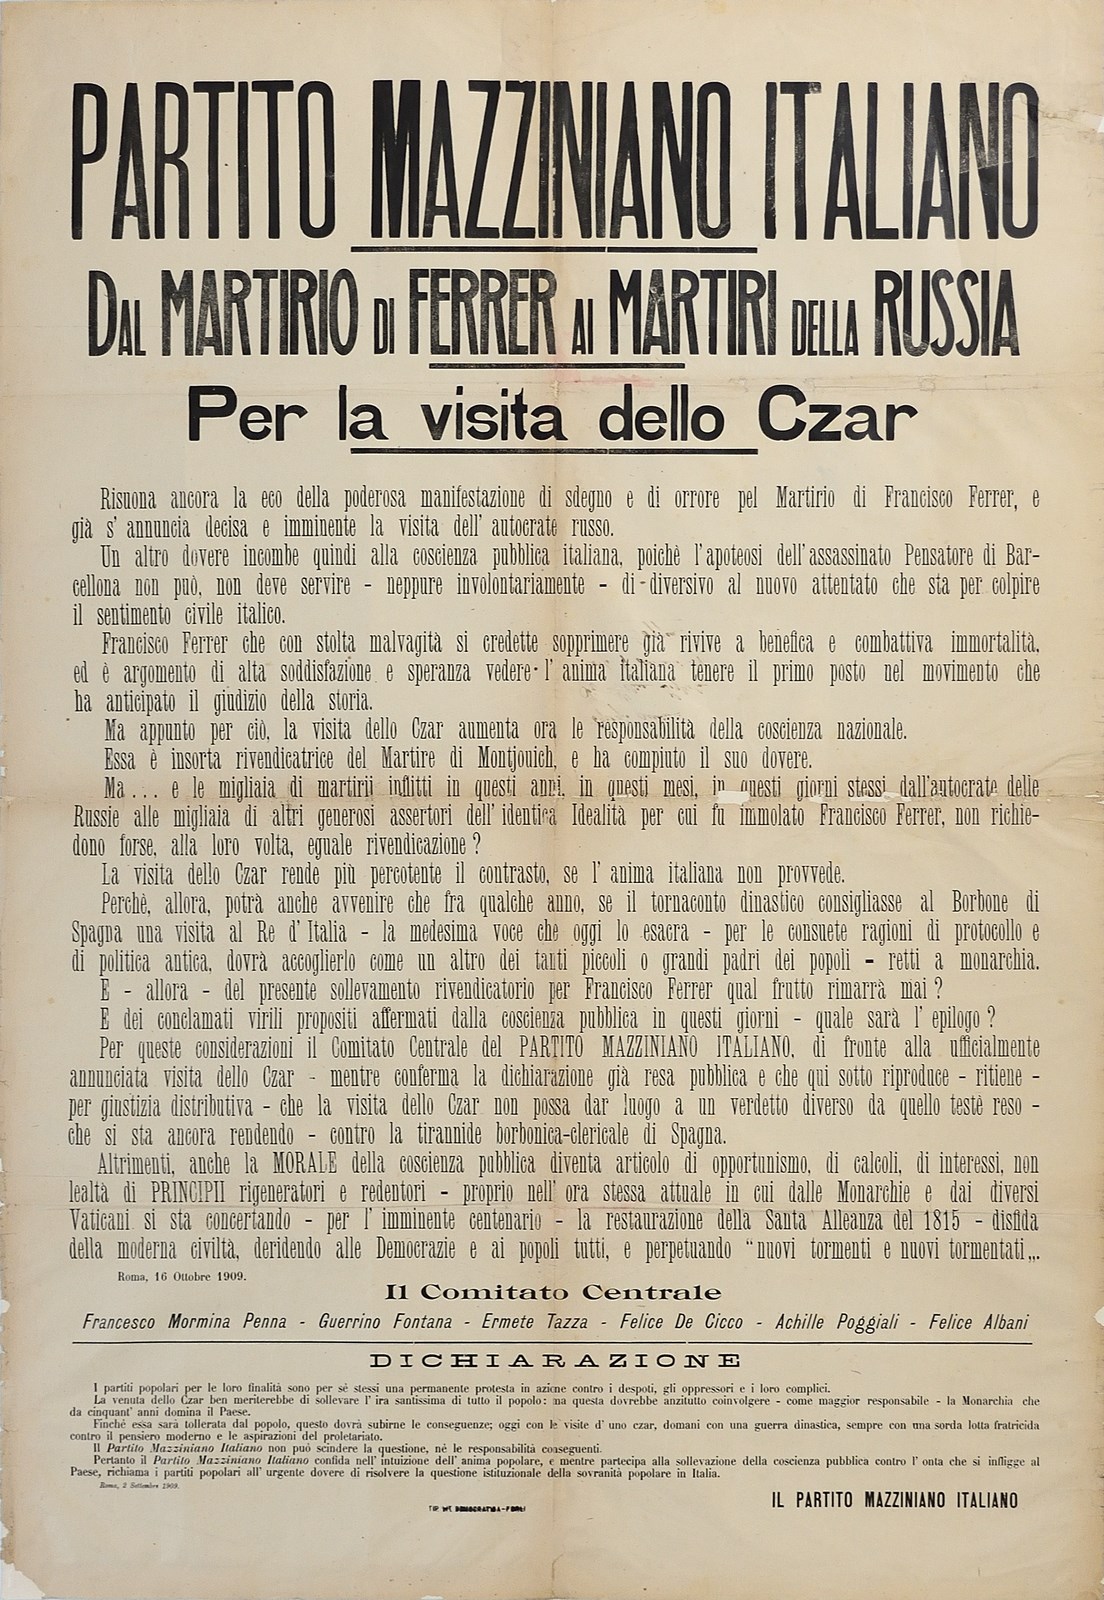 PARTITO MAZZINIANO ITALIANO
DAL MARTIRIO DI FERRER AI MARTIRI DELLA RUSSIA
Per la visita dello Czar
Risuona ancora la eco della poderosa manifestazione di sdegno e di orrore pel Martirio di Francisco Ferrer, e
già s' annuncia decisa e imminente la visita dell' autocrate russo.
Un altro dovere incombe quindi alla coscienza pubblica italiana, poichè l'apoteosi dell'assassinato Pensatore di Bar-
cellona non può, non deve servire - neppure involontariamente - di - diversivo al nuovo attentato che sta per colpire
il sentimento civile italico.
Francisco Ferrer che con stolta malvagità si credette sopprimere già rivive a benefica e combattiva immortalità,
ed è argomento di alta soddisfazione e speranza vedere l' anima italiana tenere il primo posto nel movimento che
ha anticipato il giudizio della storia.
Ma appunto per ciò, la visita dello Czar aumenta ora le responsabilità della coscienza nazionale.
Essa è insorta rivendicatrice del Martire di Montjouich, e ha compiuto il suo dovere.
Ma... e le migliaia di martirii inflitti in questi anni, in questi mesi, in questi giorni stessi dall'autocrate delle
Russie alle migliaia di altri generosi assertori dell'identica Idealità per cui fu immolato Francisco Ferrer, non richie-
dono forse, alla loro volta, eguale rivendicazione?
La visita dello Czar rende più percotente il contrasto, se l' anima italiana non provvede.
Perchè, allora, potrà anche avvenire che fra qualche anno, se il tornaconto dinastico consigliasse al Borbone di
Spagna una visita al Re d' Italia - la medesima voce che oggi lo esacra - per le consuete ragioni di protocollo e
di politica antica, dovrà accoglierlo come un altro dei tanti piccoli o grandi padri dei popoli - retti a monarchia.
E - allora - del presente sollevamento rivendicatorio per Francisco Ferrer qual frutto rimarrà mai?
E dei conclamati virili propositi affermati dalla coscienza pubblica in questi giorni - quale sarà l' epilogo?
Per queste considerazioni il Comitato Centrale del PARTITO MAZZINIANO ITALIANO, di fronte alla ufficialmente
annunciata visita dello Czar - mentre conferma la dichiarazione già resa pubblica e che qui sotto riproduce - ritiene -
per giustizia distributiva - che la visita dello Czar non possa dar luogo a un verdetto diverso da quello testè reso -
che si sta ancora rendendo - contro la tirannide borbonica-clericale di Spagna.
Altrimenti, anche la MORALE della coscienza pubblica diventa articolo di opportunismo, di calcoli, di interessi, non
lealtà di PRINCIPII rigeneratori e redentori - proprio nell' ora stessa attuale in cui dalle Monarchie e dai diversi
Vaticani si sta concertando - per l' imminente centenario - la restaurazione della Santa Alleanza del 1815 - disfida
della moderna civiltà, deridendo alle Democrazie e ai popoli tutti, e perpetuando "nuovi tormenti e nuovi tormentati„.
Roma, 16 Ottobre 1909.
Il Comitato Centrale
Francesco Mormina Penna - Guerrino Fontana - Ermete Tazza - Felice De Cicco - Achille Poggiali - Felice Albani
DICHIARAZIONE
I partiti popolari per le loro finalità sono per sè stessi una permanente protesta in azione contro i despoti, gli oppressori e i loro complici.
La venuta dello Czar ben meriterebbe di sollevare l' ira santissima di tutto il popolo: ma questa dovrebbe anzitutto coinvolgere - come maggior responsabile - la Monarchia che
da cinquant' anni domina il Paese.
Finchè essa sarà tollerata dal popolo, questo dovrà subirne le conseguenze; oggi con le visite d' uno czar, domani con una guerra dinastica, sempre con una sorda lotta fratricida
contro il pensiero moderno e le aspirazioni del proletariato.
Il Partito Mazziniano Italiano non può scindere la questione, nè le responsabilità conseguenti.
Pertanto il Partito Mazziniano Italiano confida nell' intuizione dell' anima popolare, e mentre partecipa alla sollevazione della coscienza pubblica contro l' onta che si infligge al
Paese, richiama i partiti popolari all' urgente dovere di risolvere la questione istituzionale della sovranità popolare in Italia.
Roma, 2 Settembre 1909.
IL PARTITO MAZZINIANO ITALIANO
TIP. DEMOCRATICA-FORLÌ